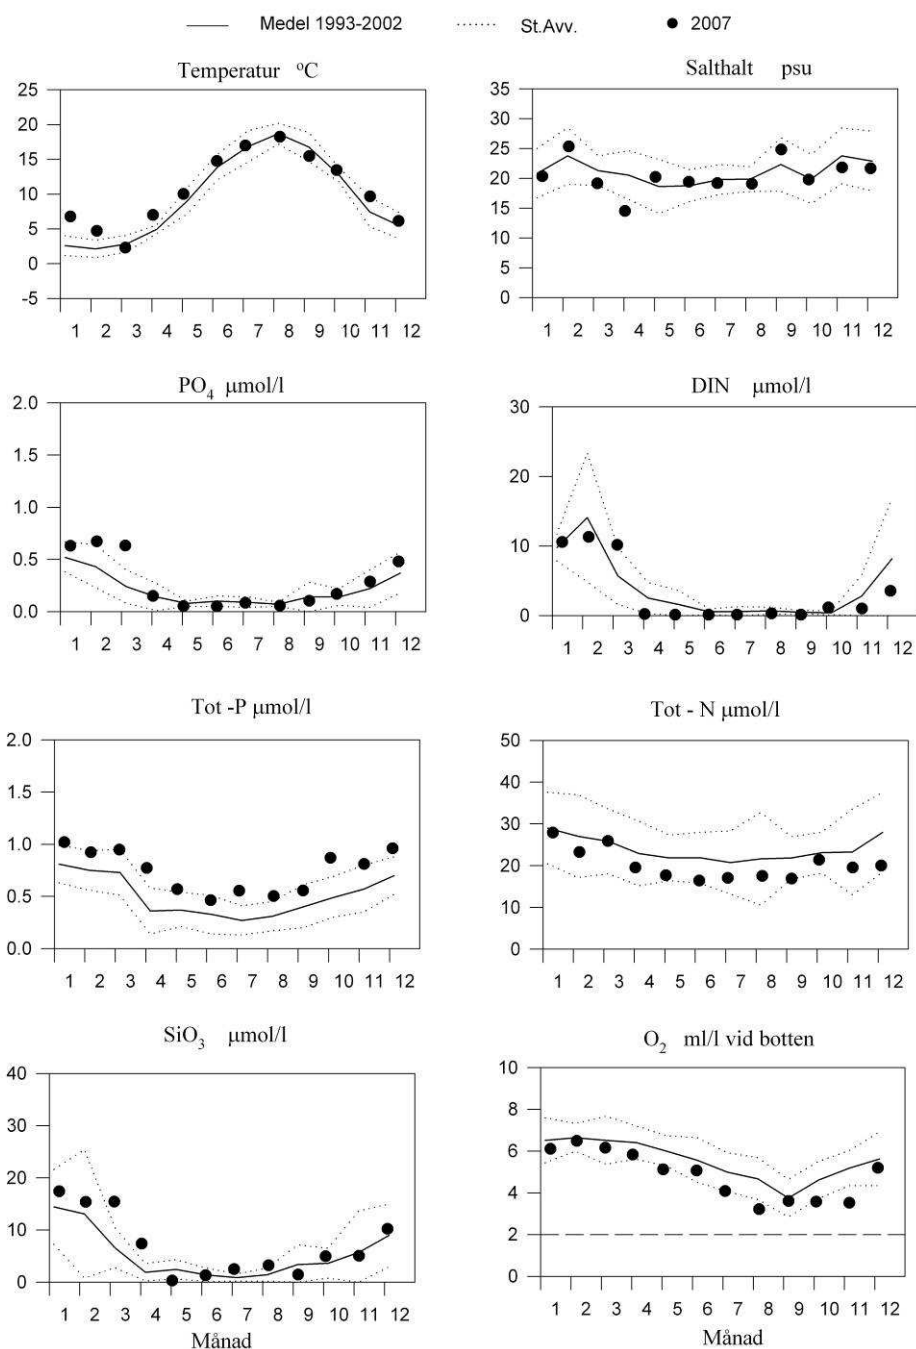 Medel 1993-2002 St.Avv. 2007
Temperatur °C
25
20
15
10
5
0
-5
1 2 3 4 5 6 7 8 9 10 11 12
Salthalt psu
35
30
25
20
15
10
5
0
1 2 3 4 5 6 7 8 9 10 11 12
PO4 µmol/l
2.0
1.5
1.0
0.5
0.0
1 2 3 4 5 6 7 8 9 10 11 12
DIN µmol/l
30
20
10
0
1 2 3 4 5 6 7 8 9 10 11 12
Tot -P µmol/l
2.0
1.5
1.0
0.5
0.0
1 2 3 4 5 6 7 8 9 10 11 12
Tot - N µmol/l
50
40
30
20
10
0
1 2 3 4 5 6 7 8 9 10 11 12
SiO3 µmol/l
40
30
20
10
0
1 2 3 4 5 6 7 8 9 10 11 12
Månad
O2 ml/l vid botten
10
8
6
4
2
0
1 2 3 4 5 6 7 8 9 10 11 12
Månad